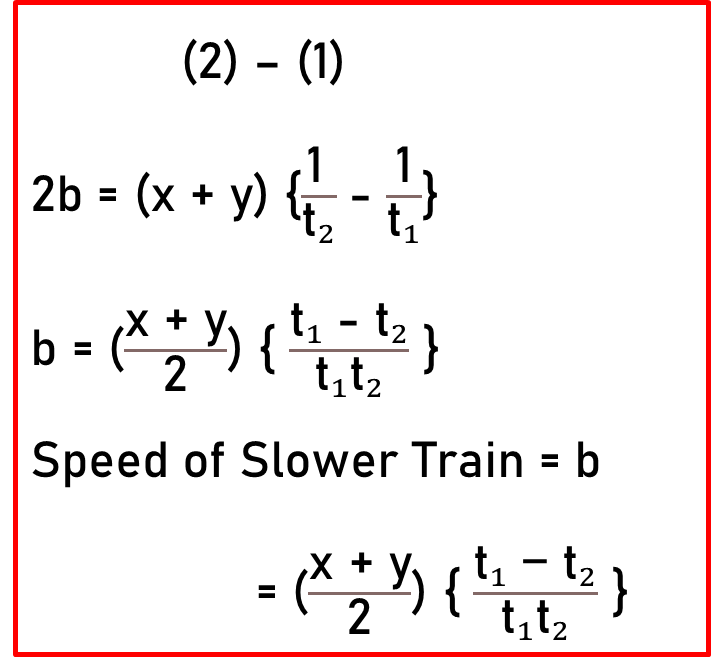 (2) – (1)
2b = (x + y) {1/t₂ - 1/t₁}
b = (x + y/2) { t₁ - t₂/t₁t₂ }
Speed of Slower Train = b
= (x + y/2) { t₁ – t₂/t₁t₂ }